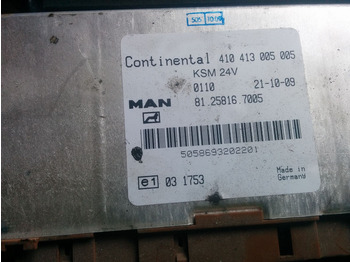 Continental 410 413 005 005
KSM 24V
0110 21-10-09
MAN 81.25816.7005
5058693202201
e1 03 1753
Made in
Germany